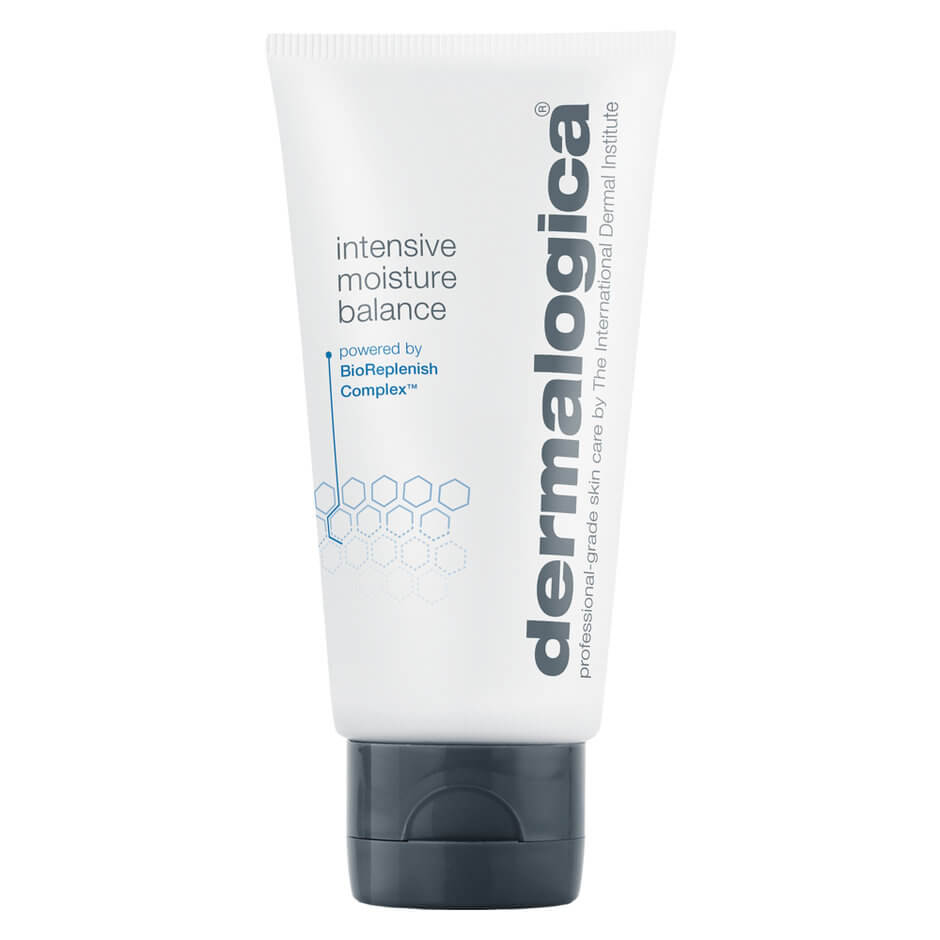 intensive
moisture
balance
powered by
BioReplenish
Complex™
dermalogica®
professional-grade skin care by The International Dermal Institute